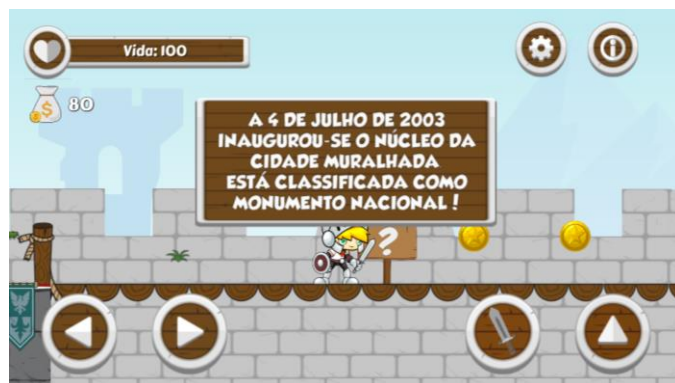 Vida: 100
80
A 4 DE JULHO DE 2003
INAUGUROU-SE O NÚCLEO DA
CIDADE MURALHADA
ESTÁ CLASSIFICADA COMO
MONUMENTO NACIONAL!
?